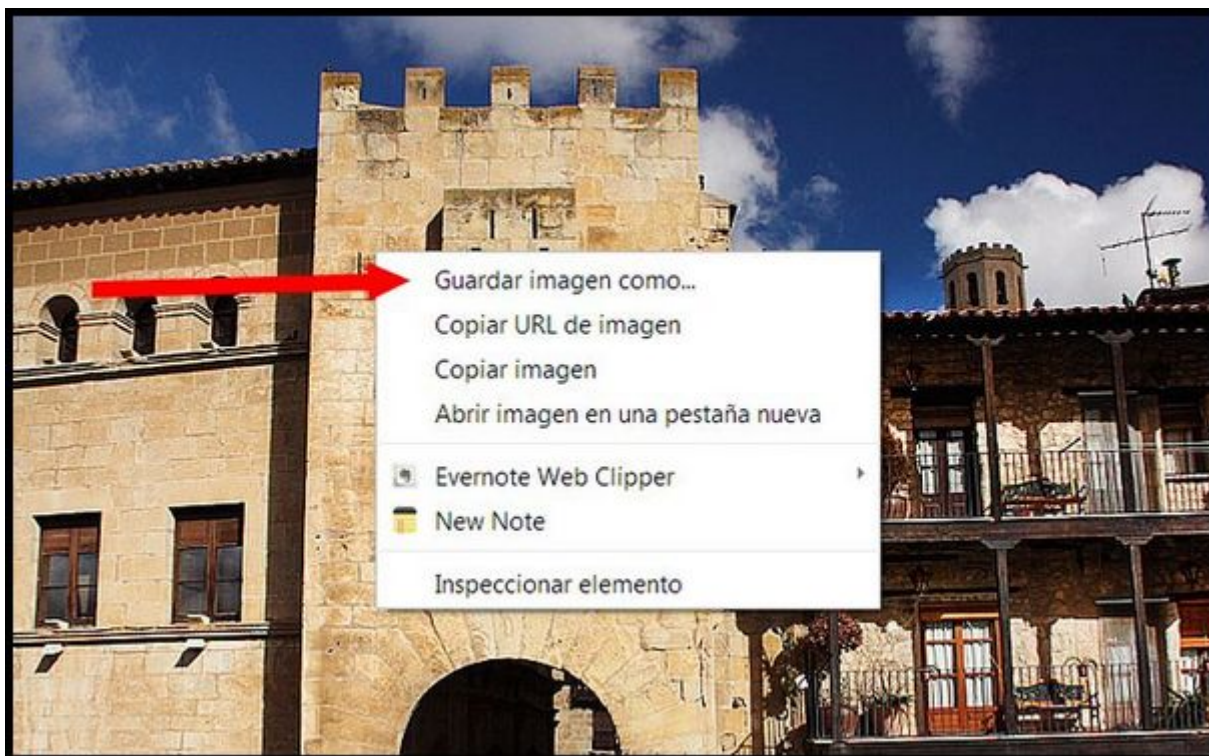 Guardar imagen como...
Copiar URL de imagen
Copiar imagen
Abrir imagen en una pestaña nueva
Evernote Web Clipper
New Note
Inspeccionar elemento